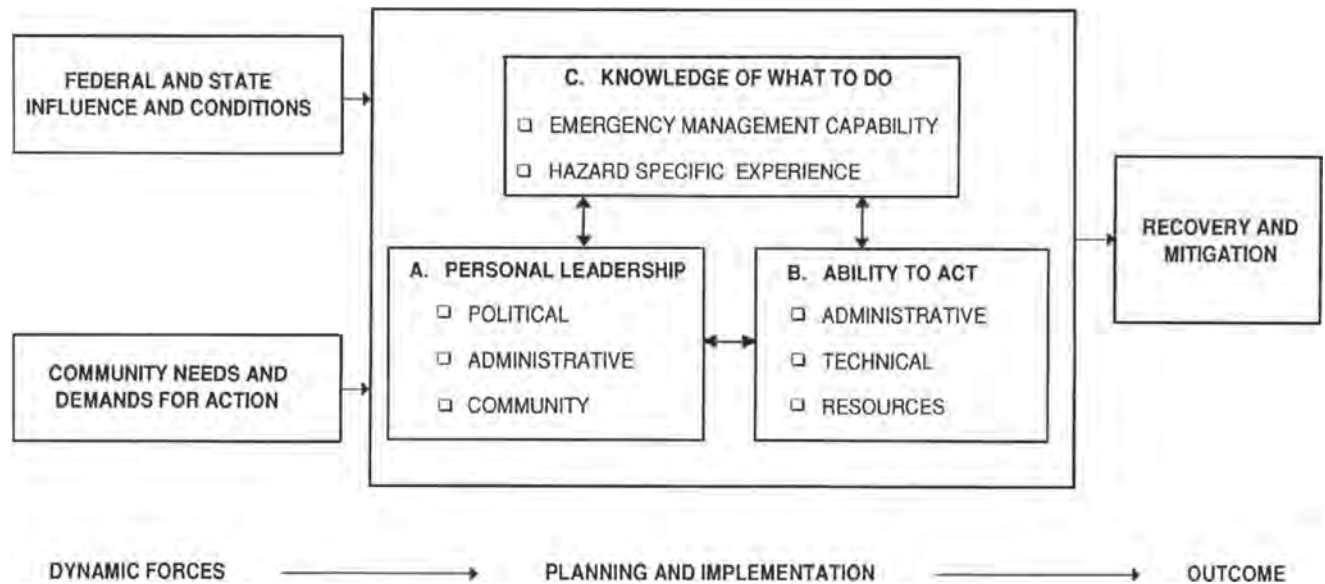 FEDERAL AND STATE
INFLUENCE AND CONDITIONS
COMMUNITY NEEDS AND
DEMANDS FOR ACTION
C. KNOWLEDGE OF WHAT TO DO
❑ EMERGENCY MANAGEMENT CAPABILITY
❑ HAZARD SPECIFIC EXPERIENCE
A. PERSONAL LEADERSHIP
❑ POLITICAL
❑ ADMINISTRATIVE
❑ COMMUNITY
B. ABILITY TO ACT
❑ ADMINISTRATIVE
❑ TECHNICAL
❑ RESOURCES
RECOVERY AND
MITIGATION
DYNAMIC FORCES PLANNING AND IMPLEMENTATION OUTCOME